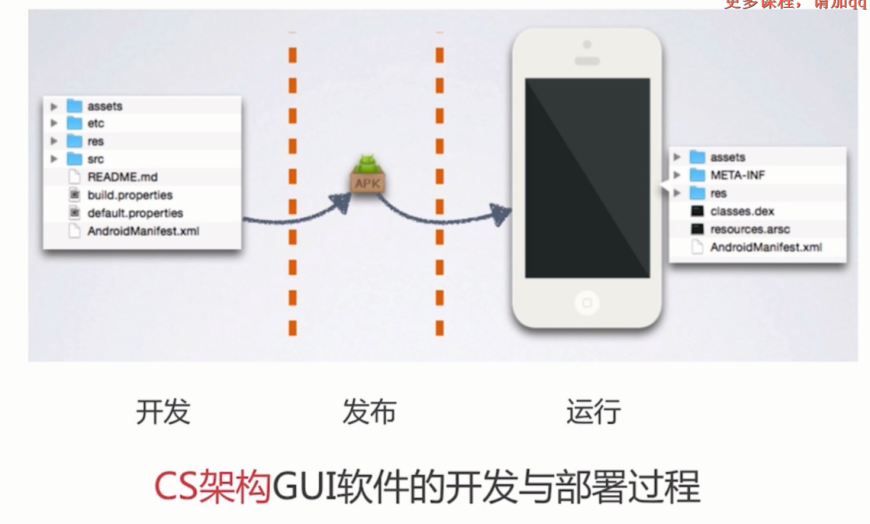 更多课程，请加qq
assets
etc
res
src
README.md
build.properties
default.properties
AndroidManifest.xml
APK
assets
META-INF
res
classes.dex
resources.arsc
AndroidManifest.xml
开发
发布
运行
CS架构GUI软件的开发与部署过程